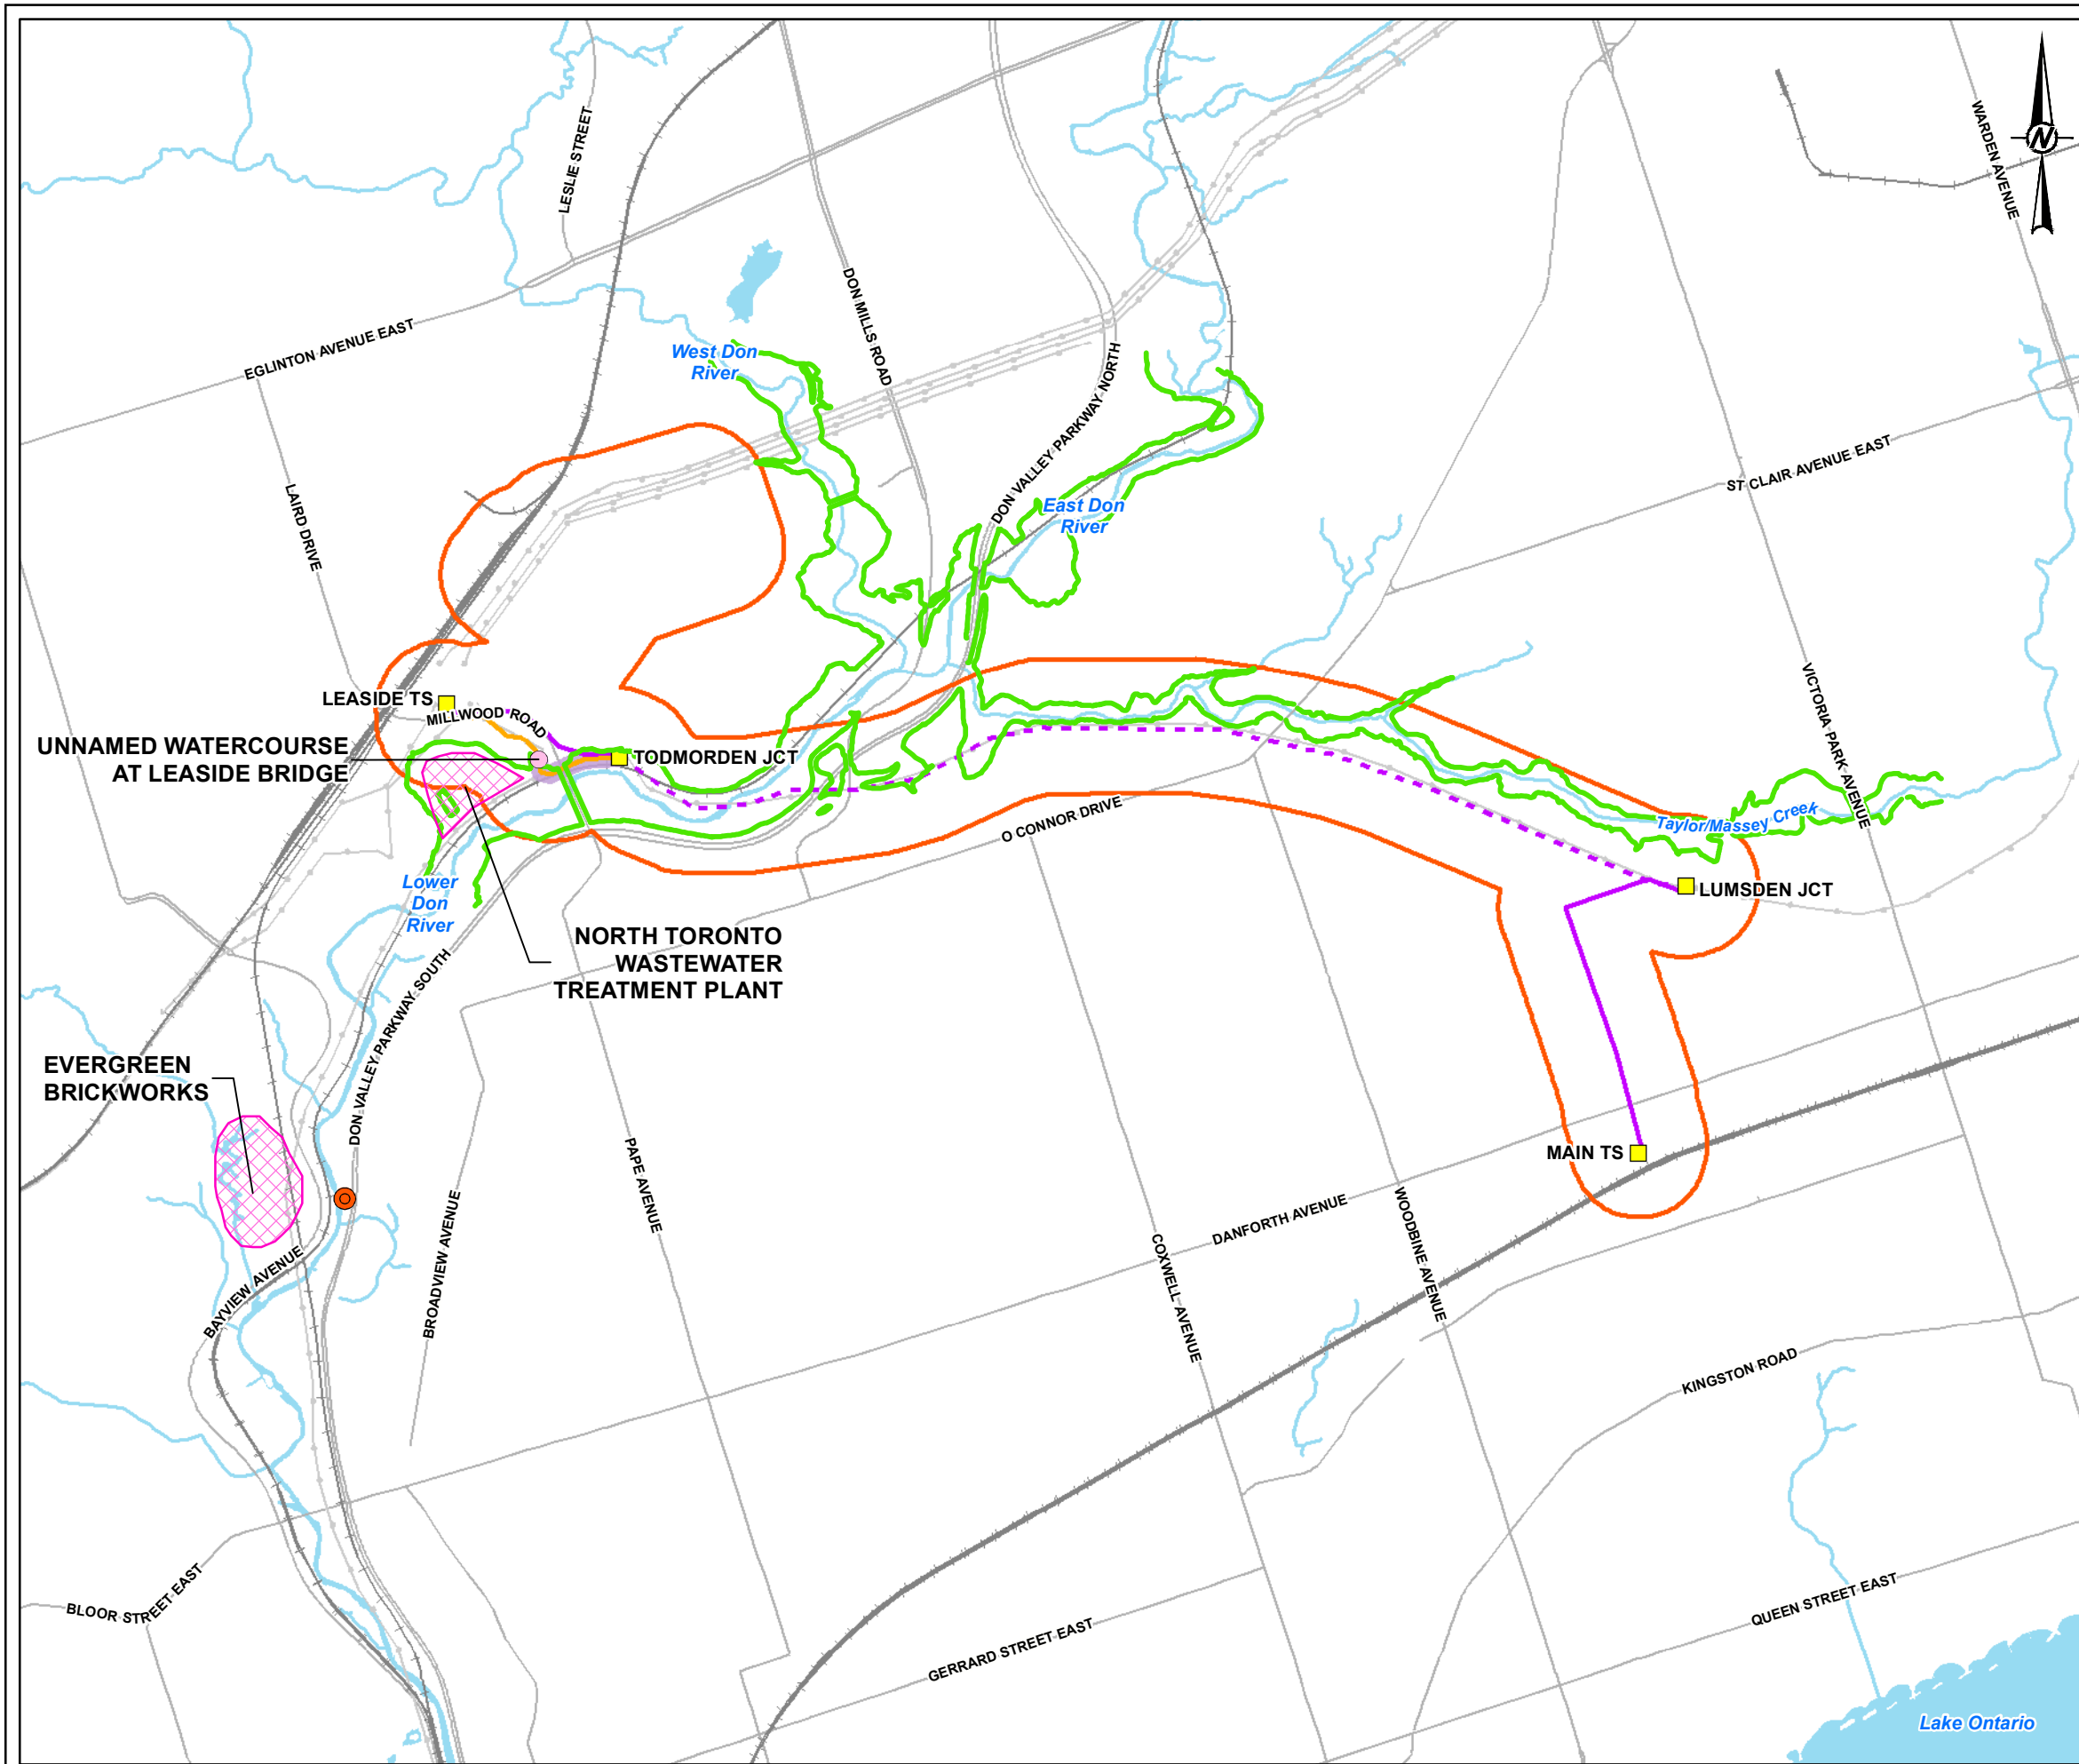 WARDEN AVENUE
N
LESLIE STREET
DON MILLS ROAD
EGLINTON AVENUE EAST
West Don
River
DON VALLEY PARKWAY NORTH
ST CLAIR AVENUE EAST
LAIRD DRIVE
East Don
River
VICTORIA PARK AVENUE
LEASIDE TS
MILLWOOD ROAD
UNNAMED WATERCOURSE
AT LEASIDE BRIDGE
TODMORDEN JCT
O CONNOR DRIVE
Taylor/Massey Creek
Lower
Don
River
LUMSDEN JCT
NORTH TORONTO
WASTEWATER
TREATMENT PLANT
DON VALLEY PARKWAY SOUTH
EVERGREEN
BRICKWORKS
MAIN TS
PAPE AVENUE
BROADVIEW AVENUE
DANFORTH AVENUE
WOODBINE AVENUE
COXWELL AVENUE
BAYVIEW AVENUE
KINGSTON ROAD
BLOOR STREET EAST
QUEEN STREET EAST
GERRARD STREET EAST
Lake Ontario